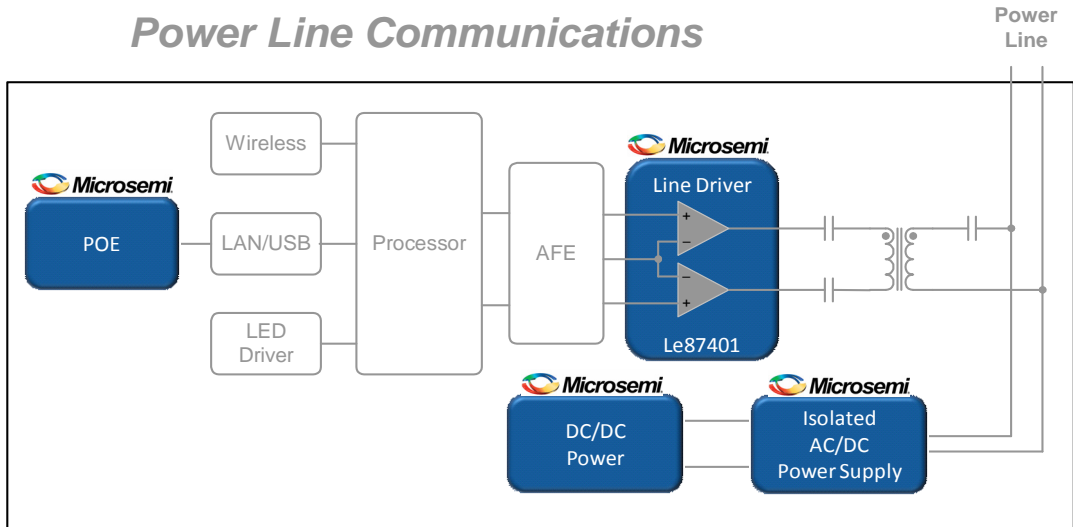 Power Line Communications
Power
Line
Wireless
Microsemi
Microsemi
Line Driver
POE
LAN/USB
Processor
AFE
+
−
−
+
LED
Driver
Le87401
Microsemi
Microsemi
DC/DC
Power
Isolated
AC/DC
Power Supply